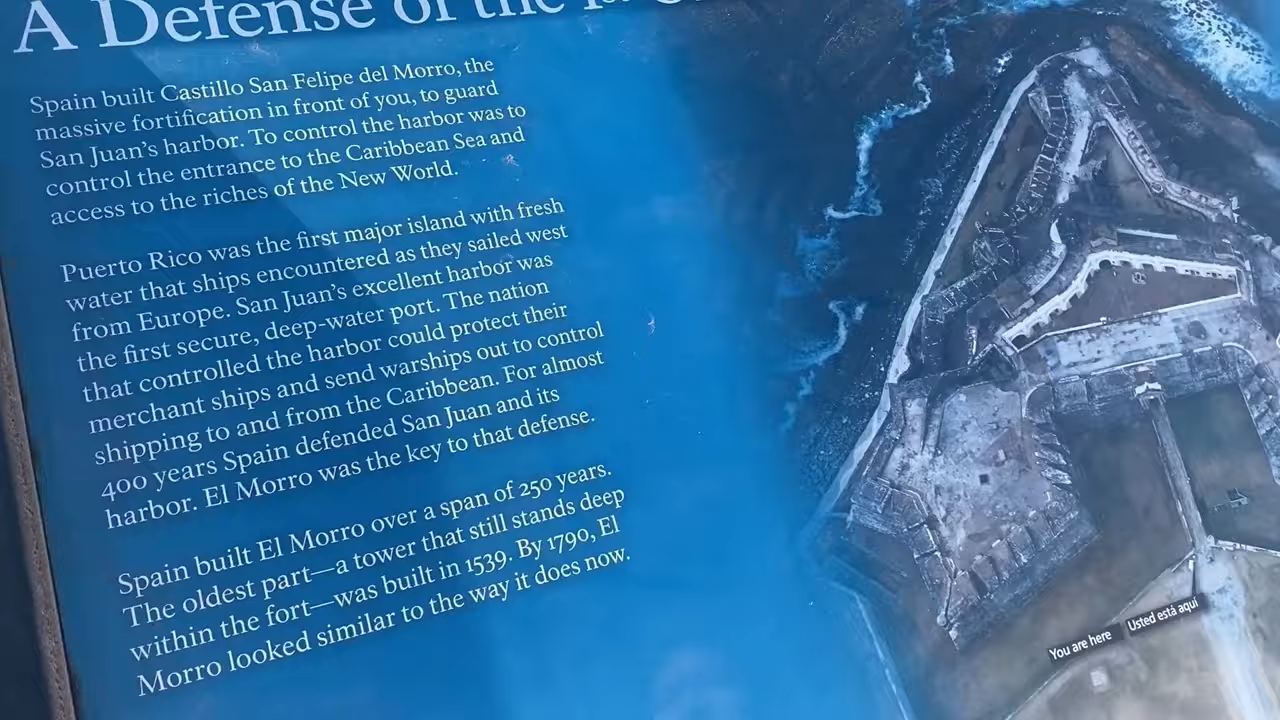 A Defense of the
Spain built Castillo San Felipe del Morro, the
massive fortification in front of you, to guard
San Juan's harbor. To control the harbor was to
control the entrance to the Caribbean Sea and
access to the riches of the New World.
Puerto Rico was the first major island with fresh
water that ships encountered as they sailed west
from Europe. San Juan's excellent harbor was
the first secure, deep-water port. The nation
that controlled the harbor could protect their
merchant ships and send warships out to control
shipping to and from the Caribbean. For almost
400 years Spain defended San Juan and its
harbor. El Morro was the key to that defense.
Spain built El Morro over a span of 250 years.
The oldest part—a tower that still stands deep
within the fort—was built in 1539. By 1790, El
Morro looked similar to the way it does now.
You are here Usted está aquí